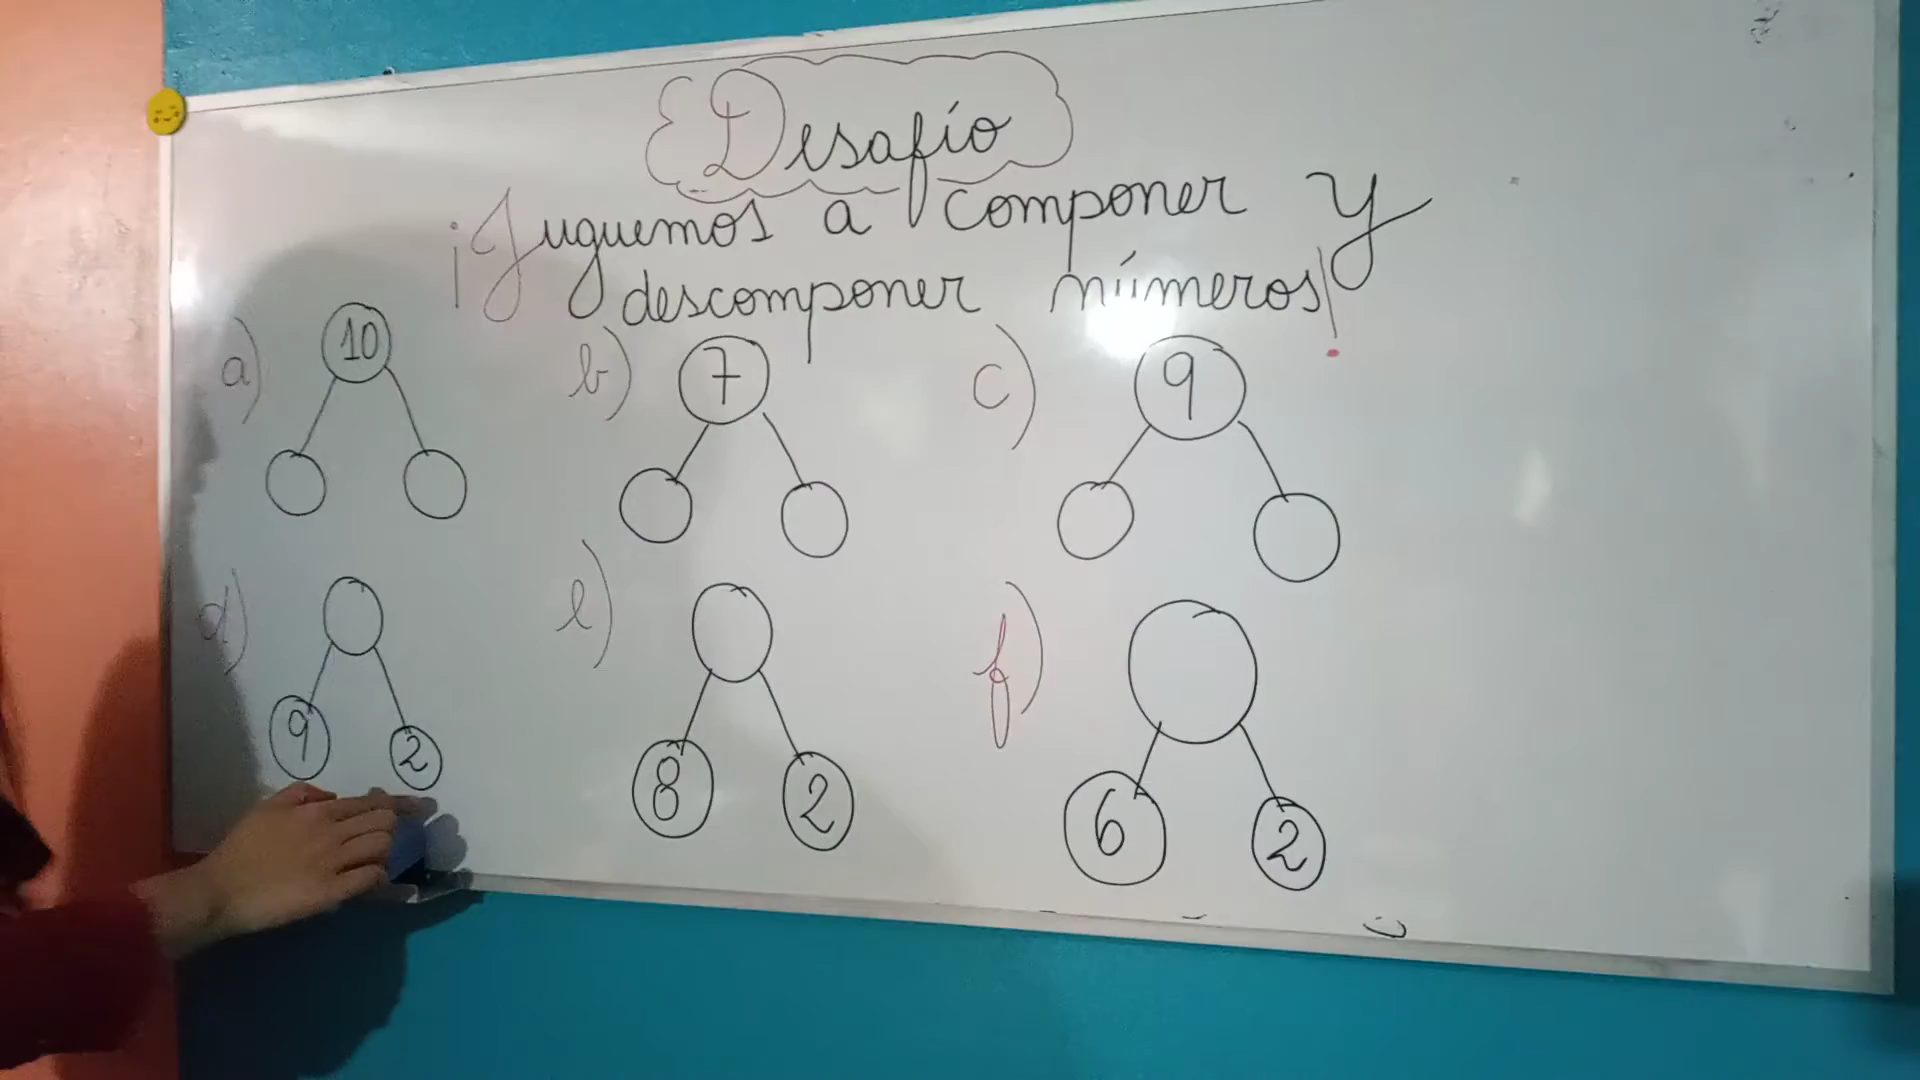 Desafío
¡Juguemos a componer y
descomponer números!
a) 10
b) 7
c) 9
d) 9 2
e) 8 2
f) 6 2